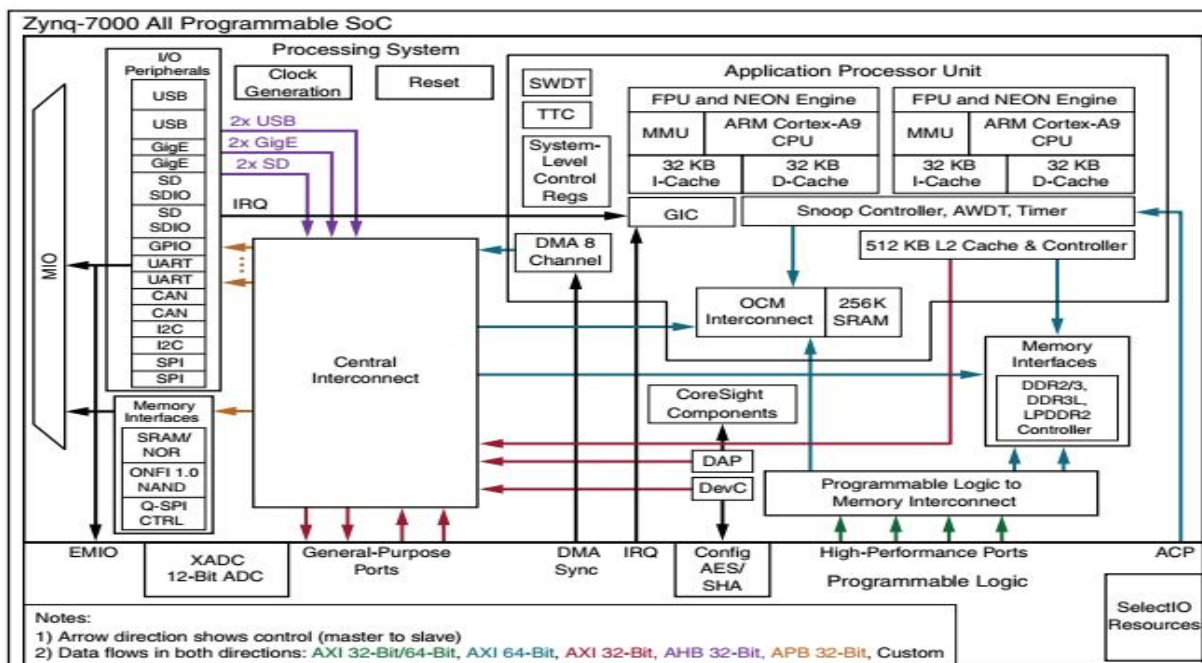 Zynq-7000 All Programmable SoC
Processing System
I/O
Peripherals
USB
USB
GigE
GigE
SD
SDIO
SD
SDIO
GPIO
UART
UART
CAN
CAN
I2C
I2C
SPI
SPI
MIO
Memory
Interfaces
SRAM/
NOR
ONFI 1.0
NAND
Q-SPI
CTRL
Clock
Generation
Reset
2x USB
2x GigE
2x SD
IRQ
Central
Interconnect
SWDT
TTC
System-
Level
Control
Regs
DMA 8
Channel
Application Processor Unit
FPU and NEON Engine
MMU
ARM Cortex-A9
CPU
32 KB
I-Cache
32 KB
D-Cache
FPU and NEON Engine
MMU
ARM Cortex-A9
CPU
32 KB
I-Cache
32 KB
D-Cache
GIC
Snoop Controller, AWDT, Timer
512 KB L2 Cache & Controller
OCM
Interconnect
256K
SRAM
Memory
Interfaces
DDR2/3,
DDR3L,
LPDDR2
Controller
CoreSight
Components
DAP
DevC
Programmable Logic to
Memory Interconnect
EMIO
XADC
12-Bit ADC
General-Purpose
Ports
DMA
Sync
IRQ
Config
AES/
SHA
High-Performance Ports
ACP
Programmable Logic
SelectIO
Resources
Notes:
1) Arrow direction shows control (master to slave)
2) Data flows in both directions: AXI 32-Bit/64-Bit, AXI 64-Bit, AXI 32-Bit, AHB 32-Bit, APB 32-Bit, Custom